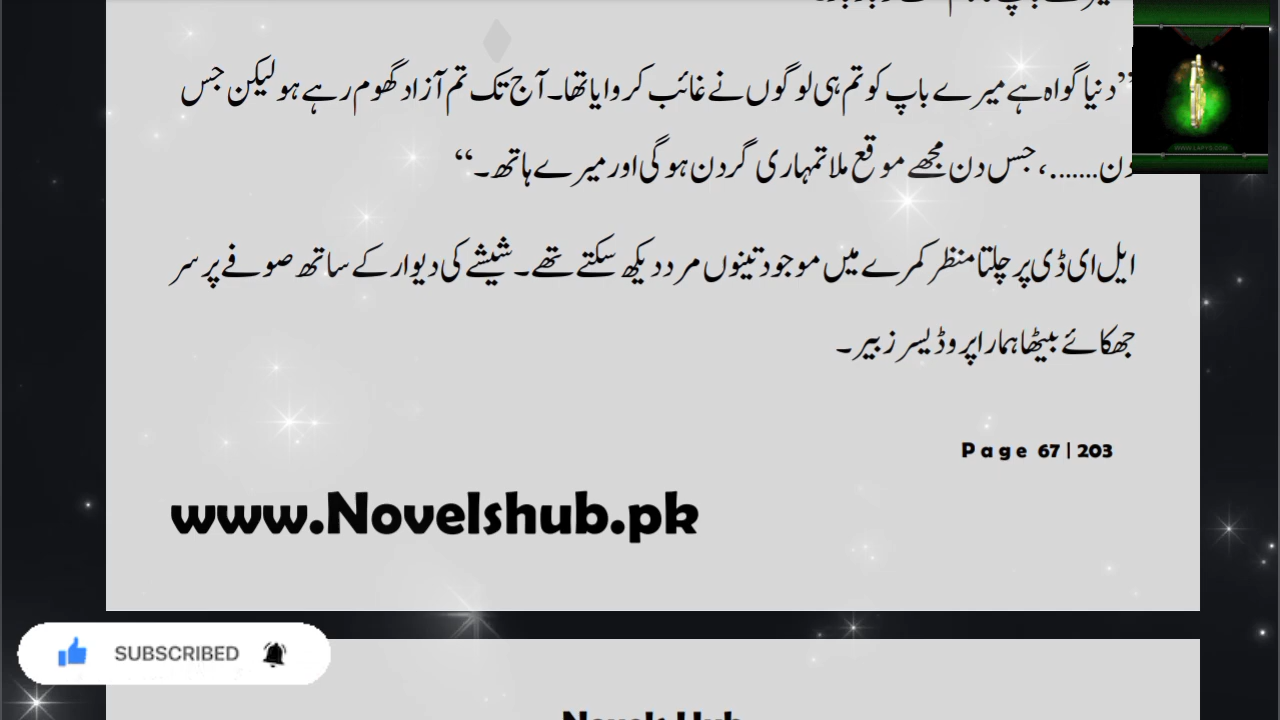 ”دنیا گواہ ہے میرے باپ کو تم ہی لوگوں نے غائب کروایا تھا۔ آج تک تم آزاد گھوم رہے ہو لیکن جس
دن.......، جس دن مجھے موقع ملا تمہاری گردن ہو گی اور میرے ہاتھ۔“
ایل ای ڈی پر چلتا منظر کمرے میں موجود تینوں مرد دیکھ سکتے تھے۔ شیشے کی دیوار کے ساتھ صوفے پر سر
جھکائے بیٹھا ہمارا پروڈیسر زبیر۔
Page 67 | 203
www.Novelshub.pk
SUBSCRIBED
Novels Hub